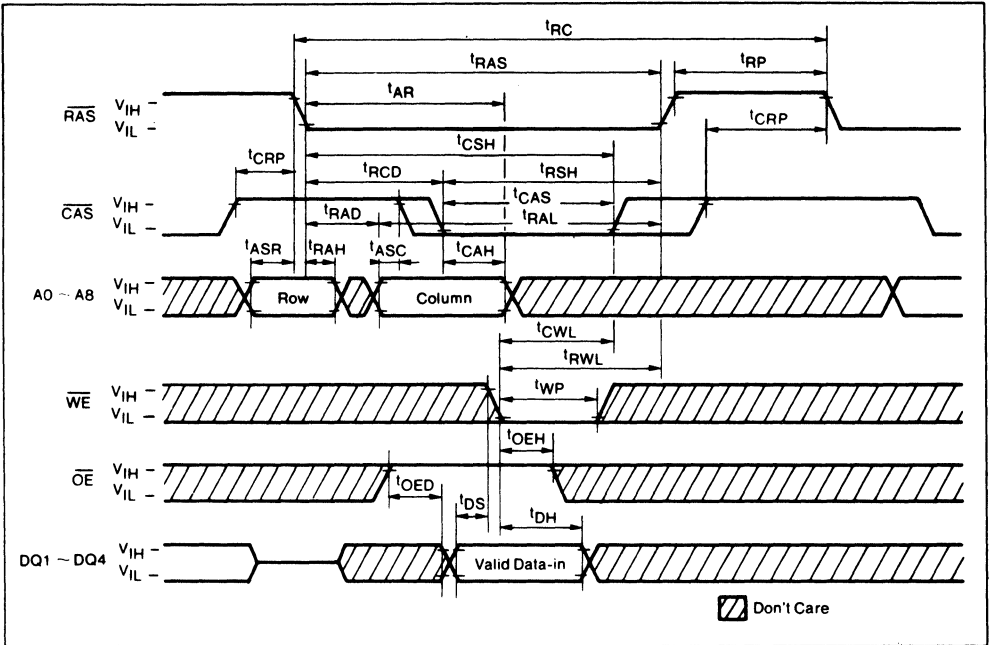 tRC
tRAS
tRP
tAR
RAS
VIH –
VIL –
tCRP
tCSH
tCRP
tRCD
tRSH
CAS
VIH –
VIL –
tCAS
tRAD
tRAL
tASR
tRAH
tASC
tCAH
A0 ~ A8
VIH –
VIL –
Row
Column
tCWL
tRWL
WE
VIH –
VIL –
tWP
tOEH
OE
VIH –
VIL –
tOED
tDS
tDH
DQ1 ~ DQ4
VIH –
VIL –
Valid Data-in
Don't Care